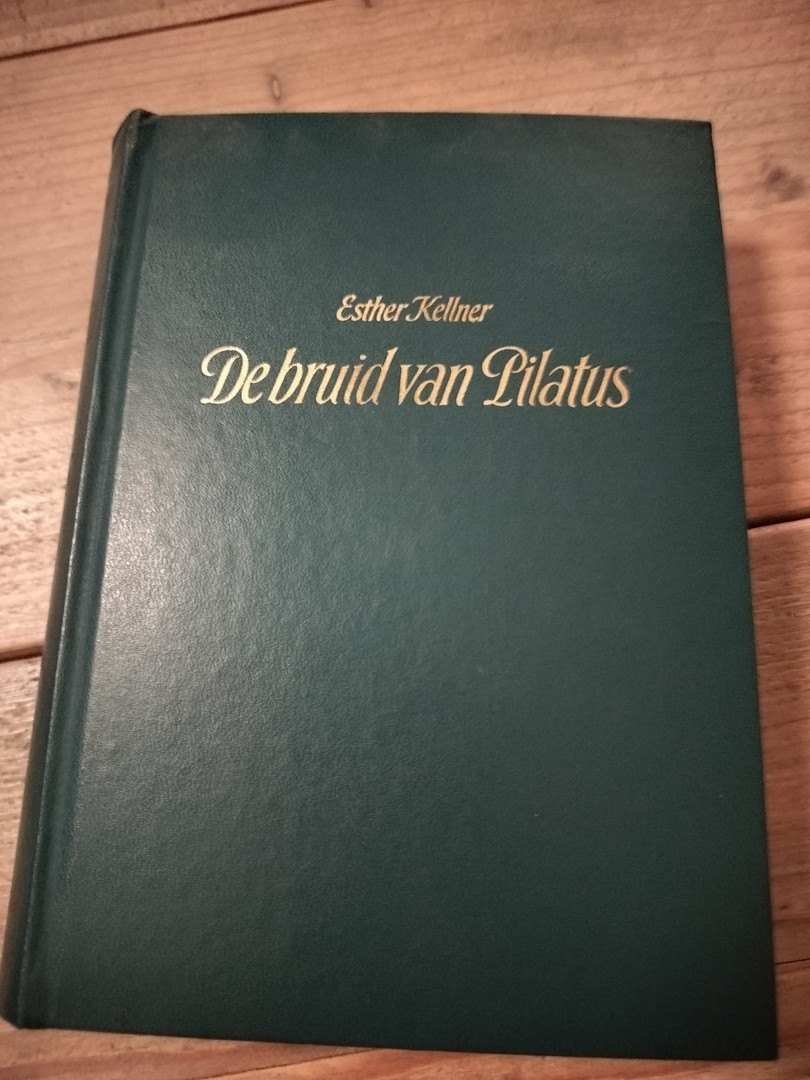 Esther Kellner
De bruid van Pilatus